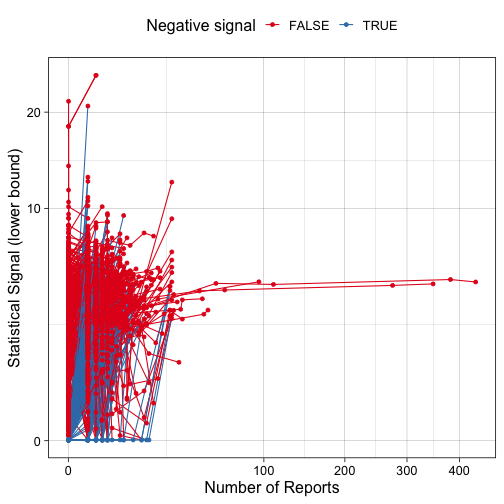 Negative signal FALSE TRUE
Statistical Signal (lower bound)
20
10
0
0 100 200 300 400
Number of Reports